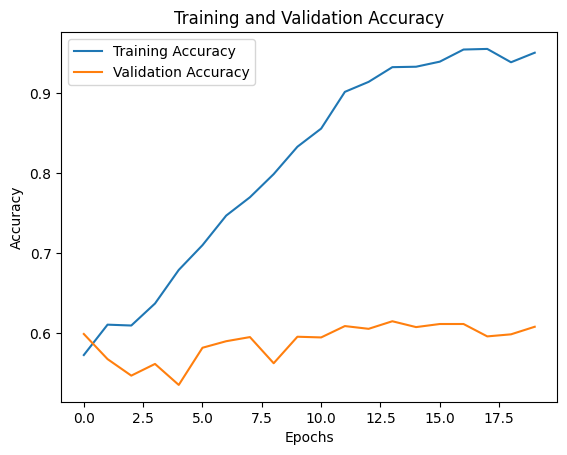 Training and Validation Accuracy
Training Accuracy
Validation Accuracy
Accuracy
0.9
0.8
0.7
0.6
0.0 2.5 5.0 7.5 10.0 12.5 15.0 17.5
Epochs